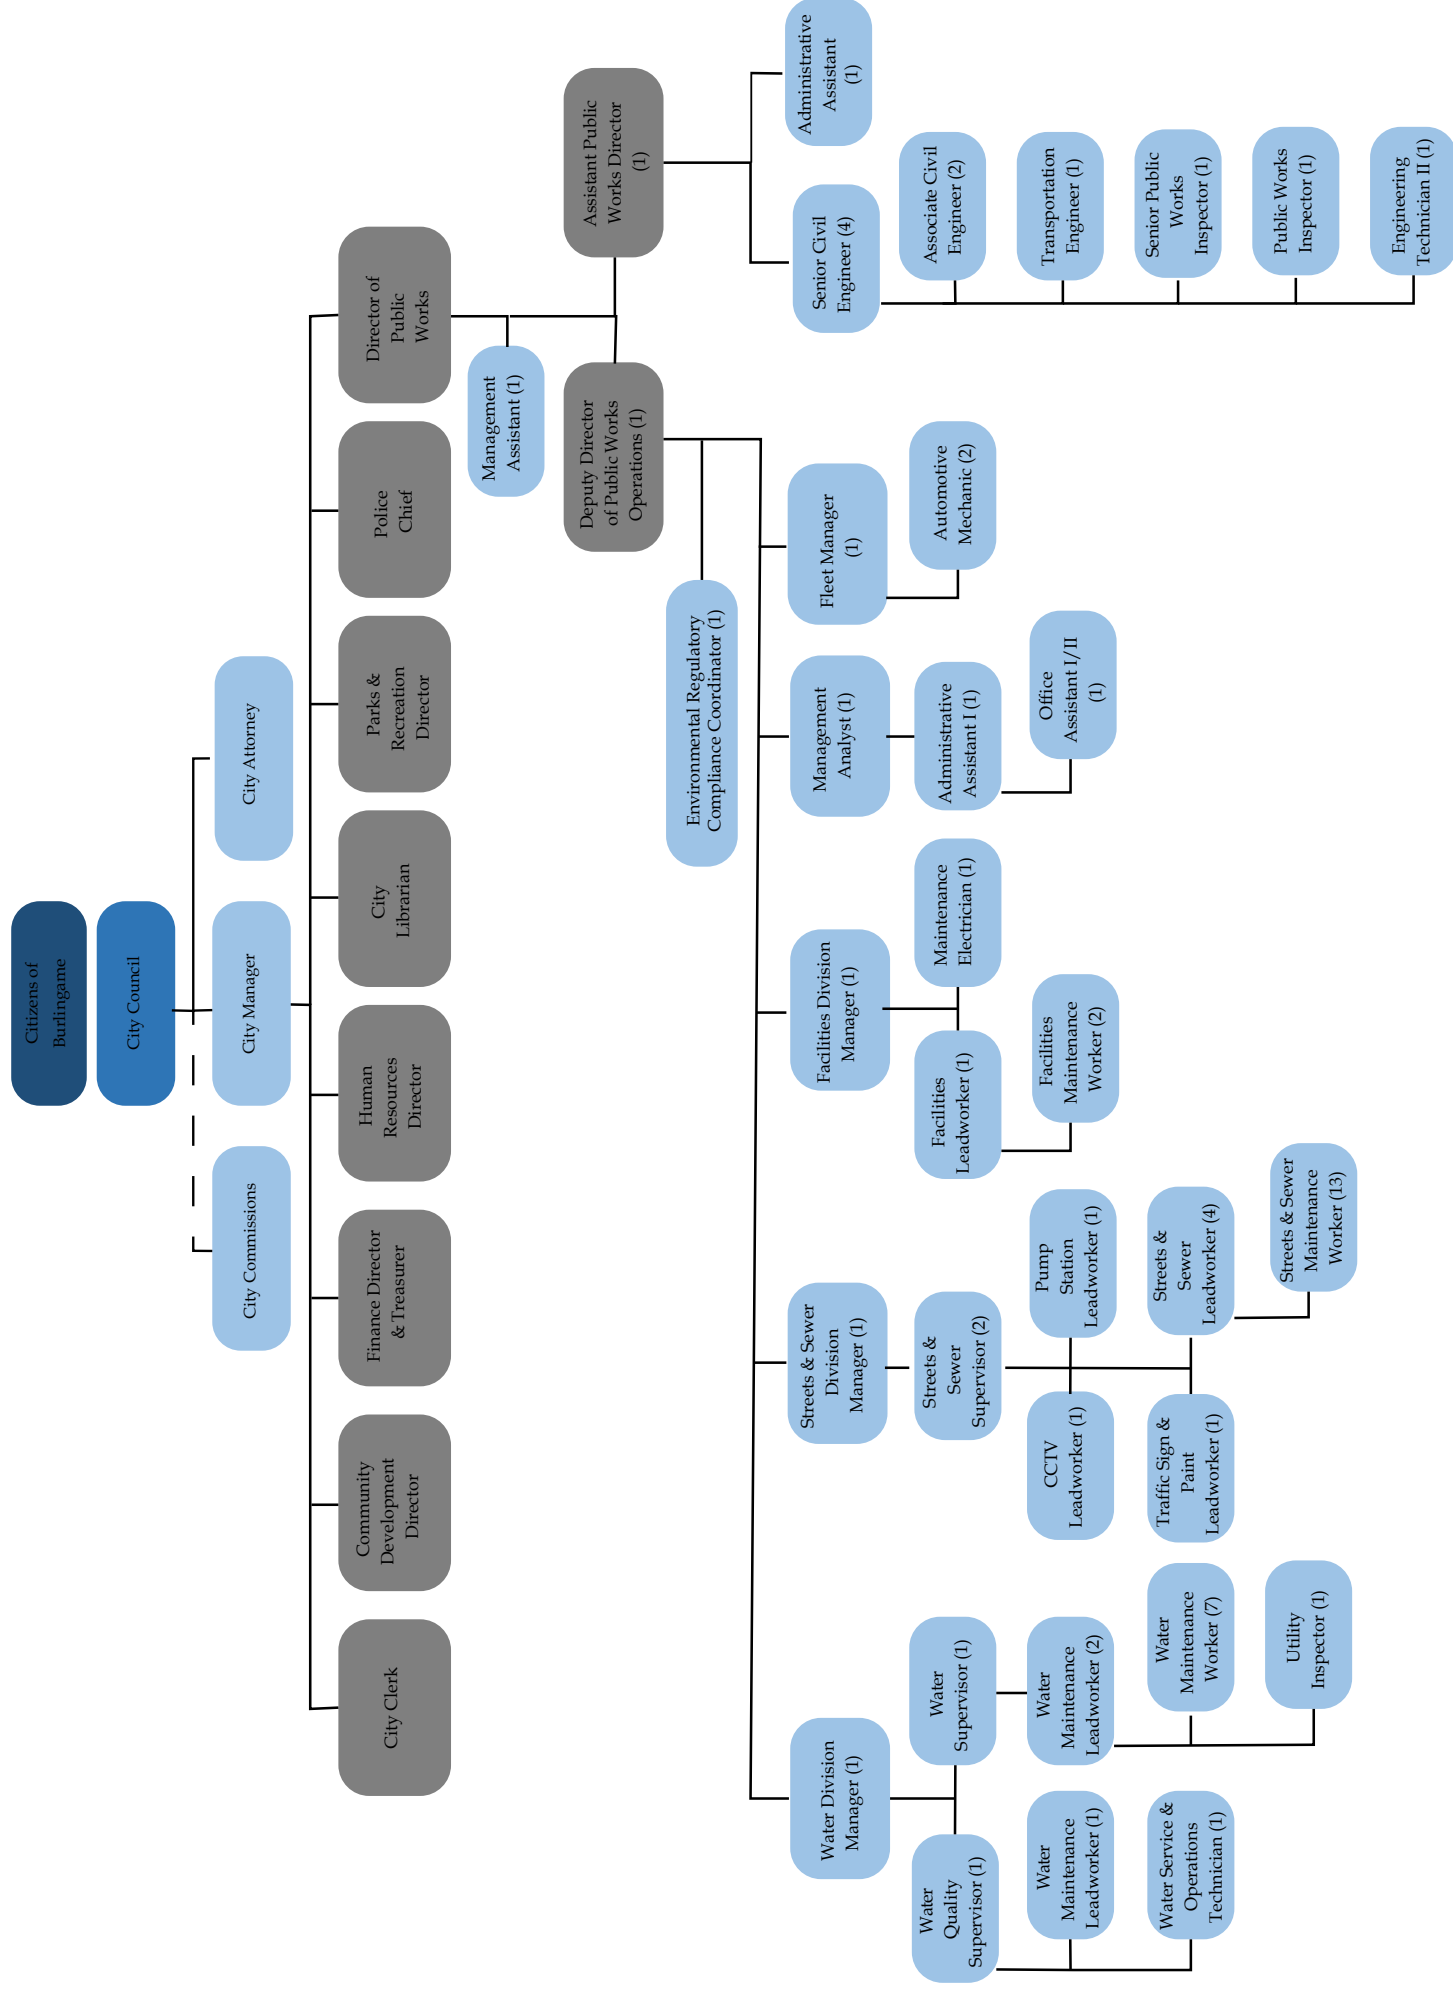 Citizens of
Burlingame
City Council
City Commissions
City Manager
City Attorney
City Clerk
Community
Development
Director
Finance Director
& Treasurer
Human
Resources
Director
City
Librarian
Parks &
Recreation
Director
Police
Chief
Director of
Public
Works
Management
Assistant (1)
Deputy Director
of Public Works
Operations (1)
Assistant Public
Works Director
(1)
Environmental Regulatory
Compliance Coordinator (1)
Water Division
Manager (1)
Water
Quality
Supervisor (1)
Water
Maintenance
Leadworker (1)
Water Service &
Operations
Technician (1)
Water
Supervisor (1)
Water
Maintenance
Leadworker (2)
Water
Maintenance
Worker (7)
Utility
Inspector (1)
Streets & Sewer
Division
Manager (1)
Streets &
Sewer
Supervisor (2)
CCTV
Leadworker (1)
Pump
Station
Leadworker (1)
Traffic Sign &
Paint
Leadworker (1)
Streets &
Sewer
Leadworker (4)
Streets & Sewer
Maintenance
Worker (13)
Facilities Division
Manager (1)
Facilities
Leadworker (1)
Maintenance
Electrician (1)
Facilities
Maintenance
Worker (2)
Management
Analyst (1)
Administrative
Assistant I (1)
Office
Assistant I/II
(1)
Fleet Manager
(1)
Automotive
Mechanic (2)
Senior Civil
Engineer (4)
Administrative
Assistant
(1)
Associate Civil
Engineer (2)
Transportation
Engineer (1)
Senior Public
Works
Inspector (1)
Public Works
Inspector (1)
Engineering
Technician II (1)